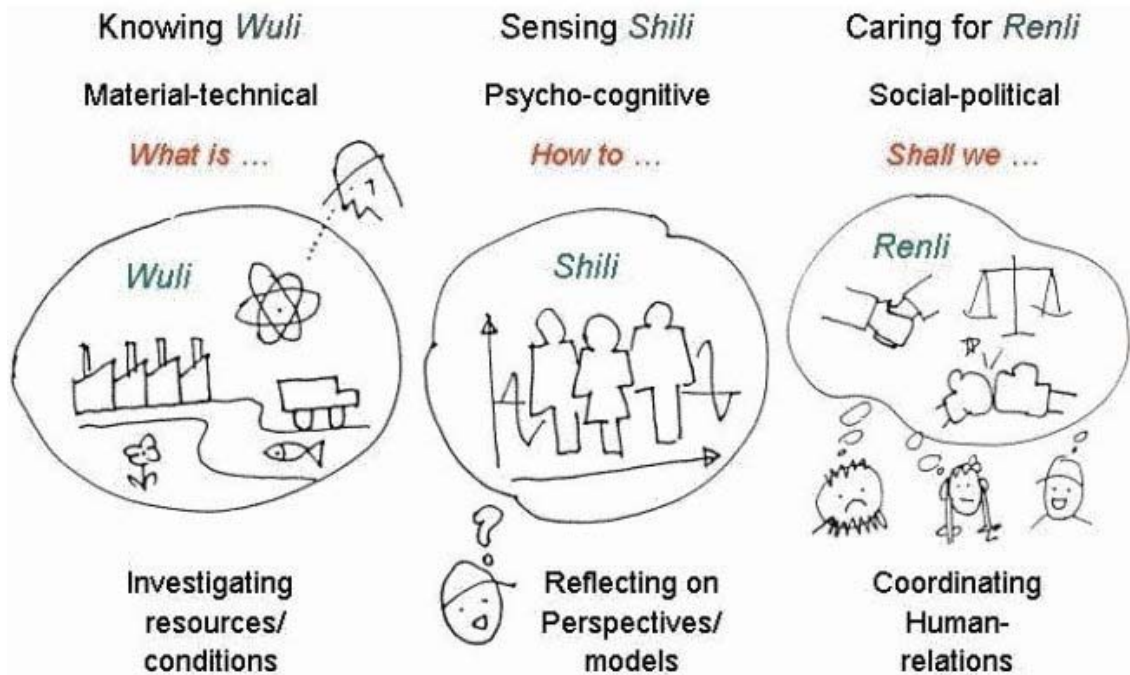 Knowing Wuli
Material-technical
What is ...
Wuli
Investigating
resources/
conditions
Sensing Shili
Psycho-cognitive
How to ...
Shili
?
Reflecting on
Perspectives/
models
Caring for Renli
Social-political
Shall we ...
Renli
Coordinating
Human-
relations